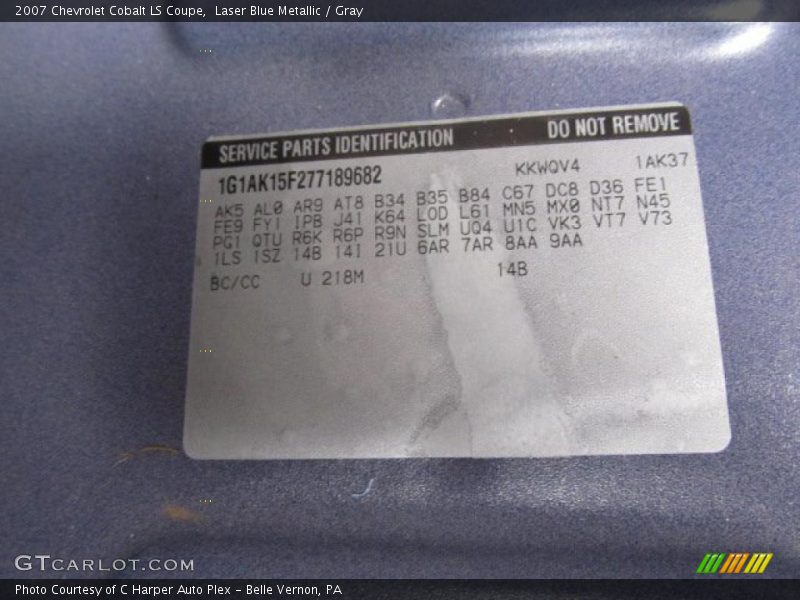 2007 Chevrolet Cobalt LS Coupe,  Laser Blue Metallic / Gray
SERVICE PARTS IDENTIFICATION DO NOT REMOVE
1G1AK15F277189682 KKWQV4 1AK37
AK5 AL0 AR9 AT8 B34 B35 B84 C67 DC8 D36 FE1
FE9 FY1 IPB J41 K64 LOD L61 MN5 MX0 NT7 N45
PG1 QTU R6K R6P R9N SLM UQ4 U1C VK3 VT7 V73
1LS 1SZ 14B 141 21U 6AR 7AR 8AA 9AA
BC/CC U 218M 14B
GTCARLOT.COM
Photo Courtesy of C Harper Auto Plex - Belle Vernon, PA